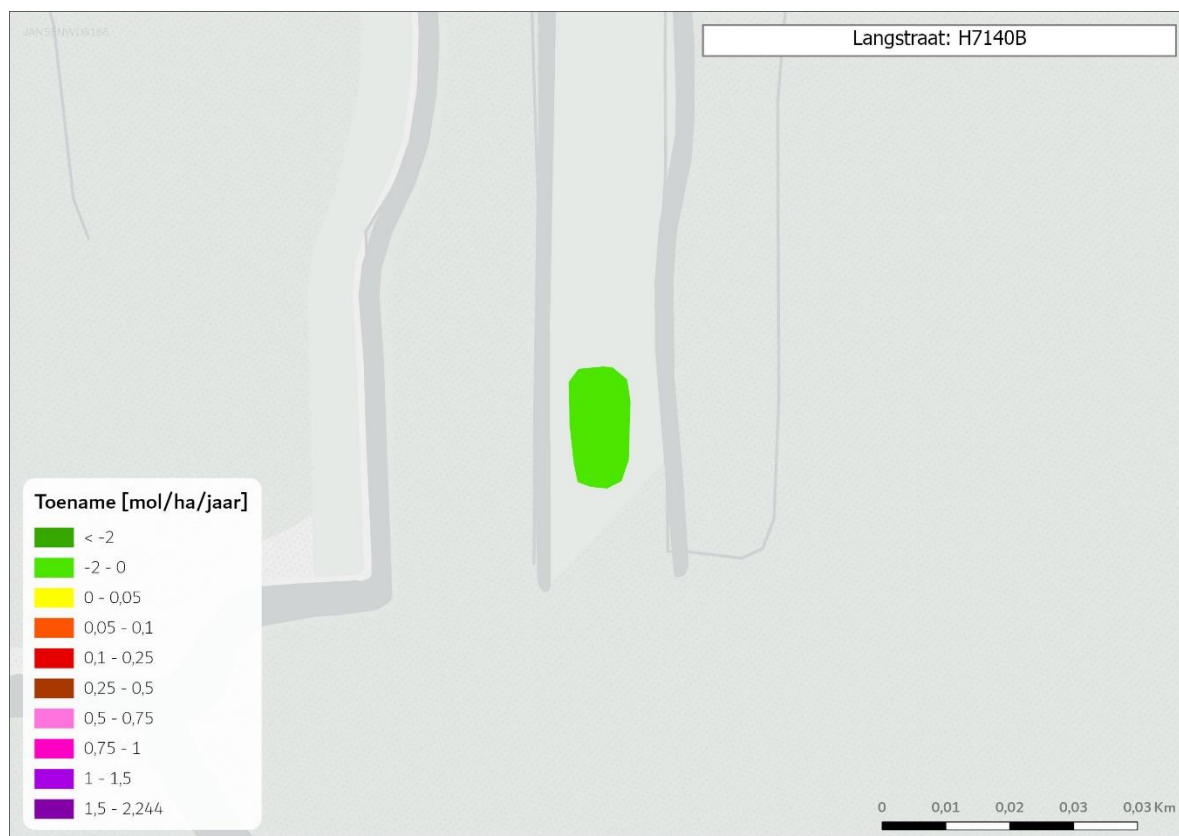 JANSENWD8166
Langstraat: H7140B
Toename [mol/ha/jaar]
< -2
-2 - 0
0 - 0,05
0,05 - 0,1
0,1 - 0,25
0,25 - 0,5
0,5 - 0,75
0,75 - 1
1 - 1,5
1,5 - 2,244
0 0,01 0,02 0,03 0,03 Km